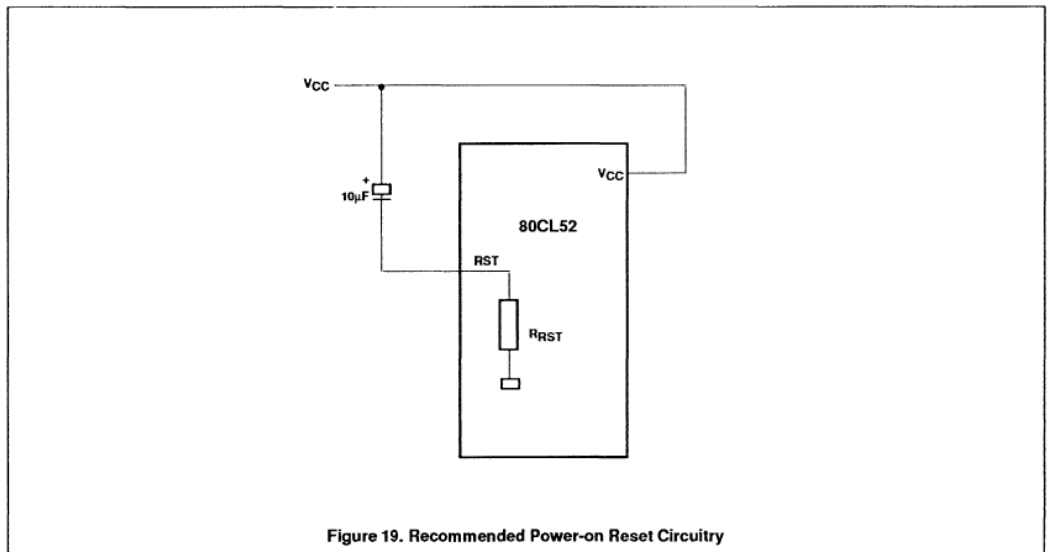 VCC
VCC
+
10µF
80CL52
RST
RRST
Figure 19. Recommended Power-on Reset Circuitry